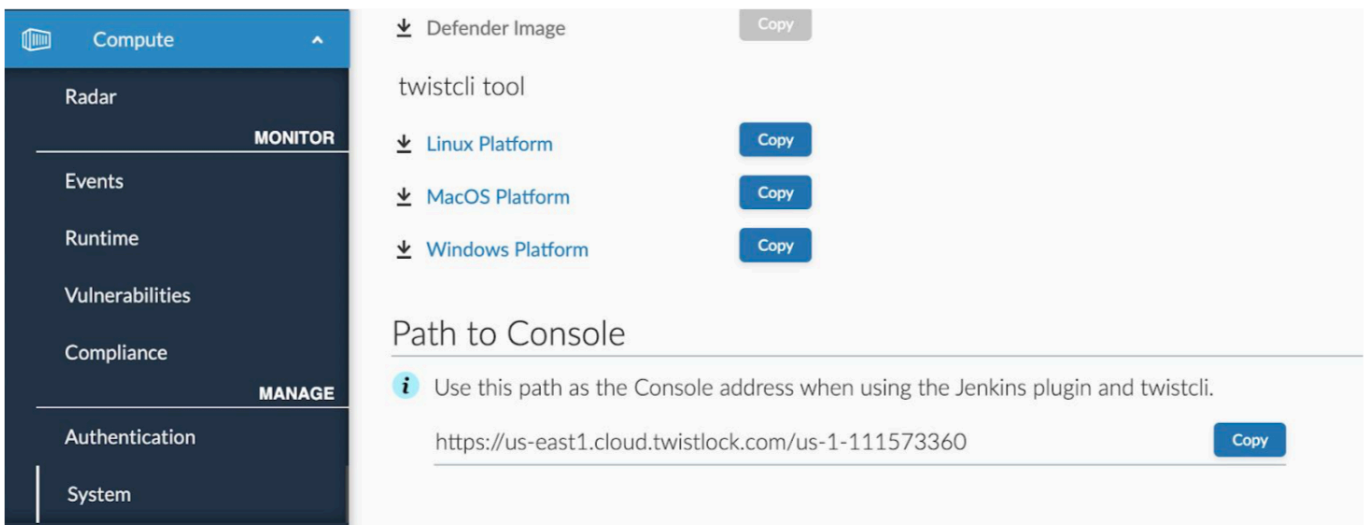 Compute
Radar
MONITOR
Events
Runtime
Vulnerabilities
Compliance
MANAGE
Authentication
System
Defender Image Copy
twistcli tool
Linux Platform Copy
MacOS Platform Copy
Windows Platform Copy
Path to Console
i Use this path as the Console address when using the Jenkins plugin and twistcli.
https://us-east1.cloud.twistlock.com/us-1-111573360 Copy